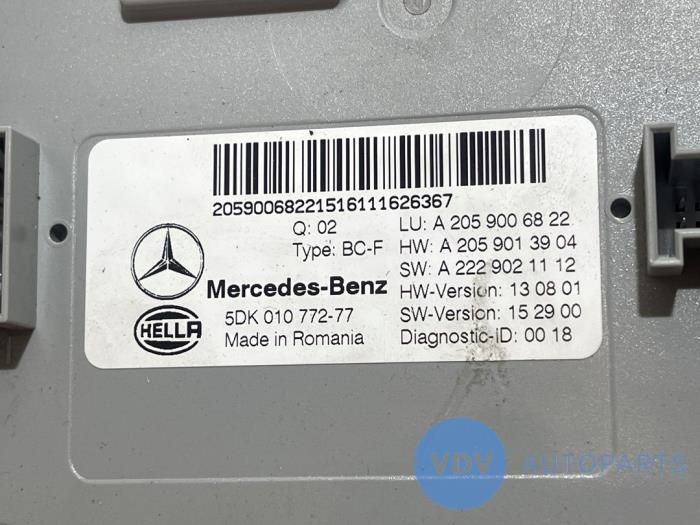 20590068221516111626367
Q: 02
Type: BC-F
LU: A 205 900 68 22
HW: A 205 901 39 04
SW: A 222 902 11 12
Mercedes-Benz
HW-Version: 13 08 01
HELLA
5DK 010 772-77
SW-Version: 15 29 00
Made in Romania
Diagnostic-ID: 00 18
VDV AUTOPARTS